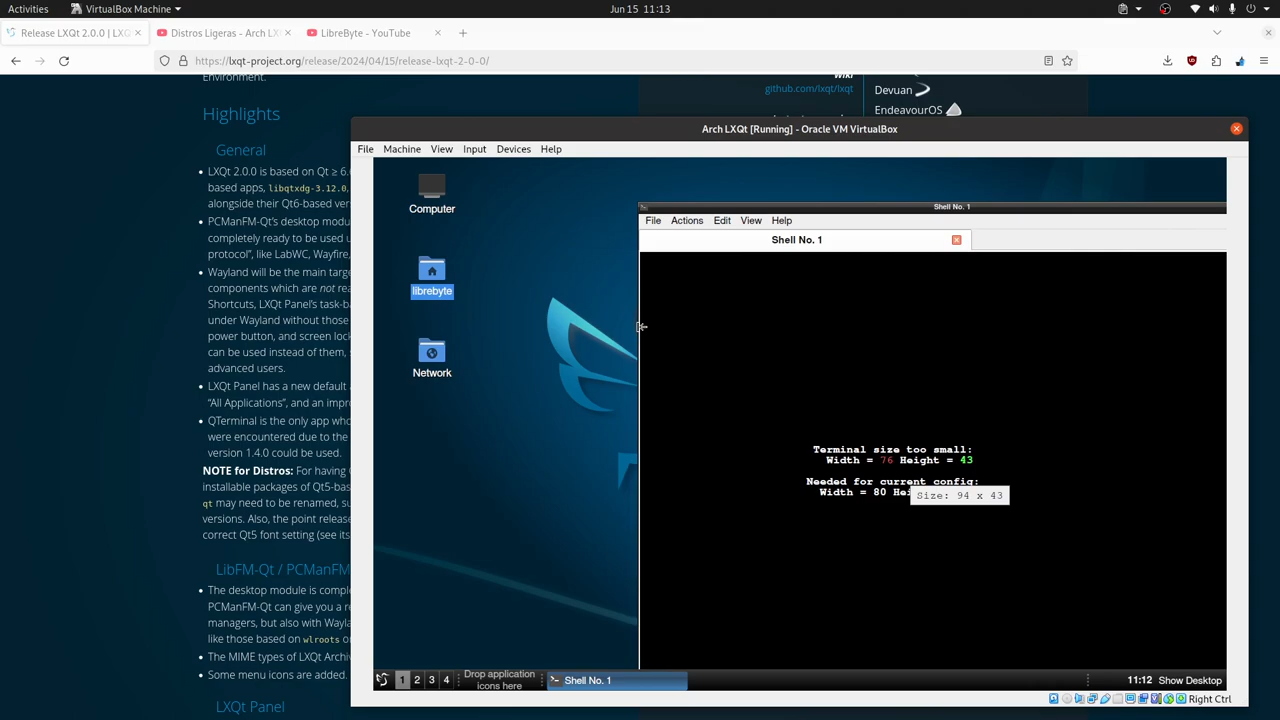 Activities
VirtualBox Machine
Jun 15 11:13
Release LXQt 2.0.0 | LXQ
Distros Ligeras - Arch LX
LibreByte - YouTube
https://lxqt-project.org/release/2024/04/15/release-lxqt-2-0-0/
Environment.
Highlights
General
LXQt 2.0.0 is based on Qt ≥ 6.
based apps, libqtxdg-3.12.0,
alongside their Qt6-based vers
PCManFM-Qt's desktop modu
completely ready to be used u
protocol", like LabWC, Wayfire,
Wayland will be the main targe
components which are not rea
Shortcuts, LXQt Panel's task-ba
under Wayland without those
power button, and screen lock
can be used instead of them,
advanced users.
LXQt Panel has a new default
"All Applications", and an impr
QTerminal is the only app who
were encountered due to the
version 1.4.0 could be used.
NOTE for Distros: For having
installable packages of Qt5-bas
qt may need to be renamed, su
versions. Also, the point releas
correct Qt5 font setting (see its
LibFM-Qt / PCManFM
The desktop module is comple
PCManFM-Qt can give you a re
managers, but also with Wayla
like those based on wlroots or
The MIME types of LXQt Archiv
Some menu icons are added.
LXQt Panel
Wiki
github.com/lxqt/lxqt
Devuan
EndeavourOS
Arch LXQt [Running] - Oracle VM VirtualBox
File Machine View Input Devices Help
Computer
librebyte
Network
Shell No. 1
File Actions Edit View Help
Shell No. 1
Terminal size too small:
Width = 76 Height = 43
Needed for current config:
Width = 80 Hei
Size: 94 x 43
1 2 3 4
Drop application
icons here
Shell No. 1
11:12
Show Desktop
Right Ctrl